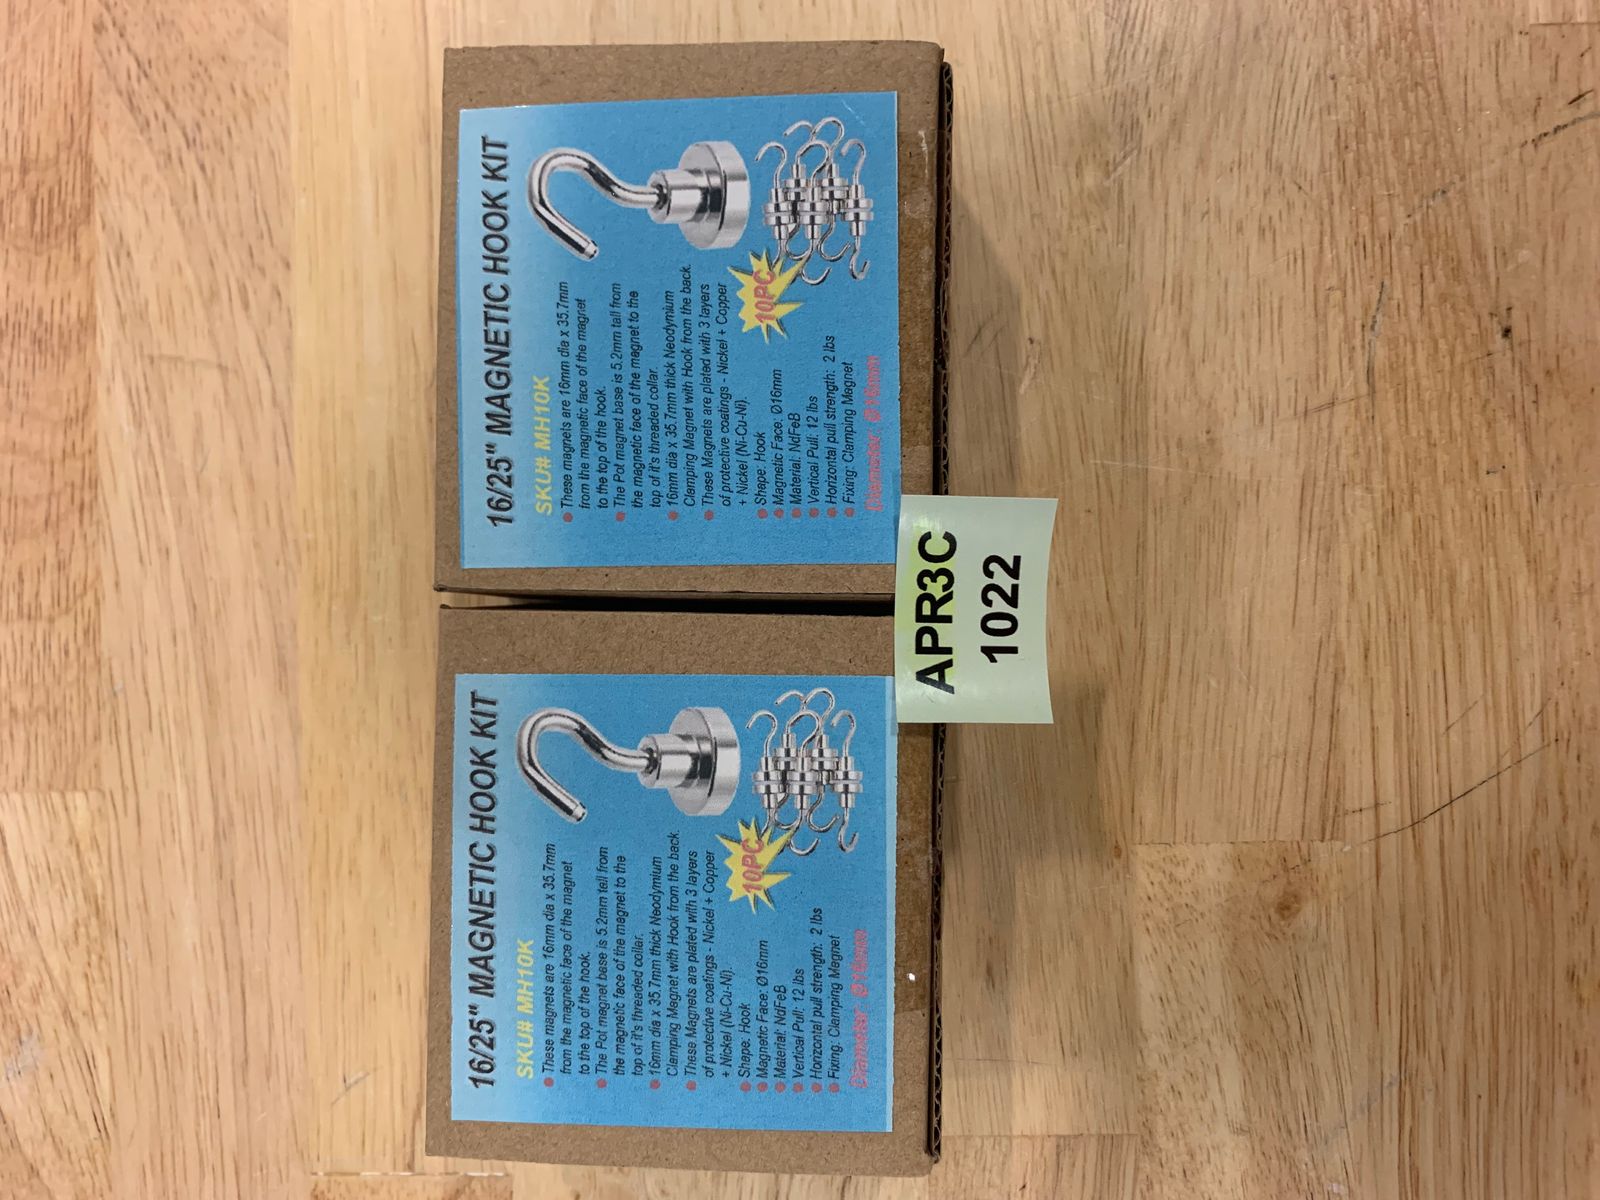 16/25" MAGNETIC HOOK KIT
SKU# MH10K
These magnets are 16mm dia x 35.7mm
from the magnetic face of the magnet
to the top of the hook.
The Pot magnet base is 5.2mm tall from
the magnetic face of the magnet to the
top of it's threaded collar.
16mm dia x 35.7mm thick Neodymium
Clamping Magnet with Hook from the back.
These Magnets are plated with 3 layers
of protective coatings - Nickel + Copper
+ Nickel (Ni-Cu-Ni).
Shape: Hook
Magnetic Face: Ø16mm
Material: NdFeB
Vertical Pull: 12 lbs
Horizontal pull strength: 2 lbs
Fixing: Clamping Magnet
Diameter: Ø16mm
10PC
16/25" MAGNETIC HOOK KIT
SKU# MH10K
These magnets are 16mm dia x 35.7mm
from the magnetic face of the magnet
to the top of the hook.
The Pot magnet base is 5.2mm tall from
the magnetic face of the magnet to the
top of it's threaded collar.
16mm dia x 35.7mm thick Neodymium
Clamping Magnet with Hook from the back.
These Magnets are plated with 3 layers
of protective coatings - Nickel + Copper
+ Nickel (Ni-Cu-Ni).
Shape: Hook
Magnetic Face: Ø16mm
Material: NdFeB
Vertical Pull: 12 lbs
Horizontal pull strength: 2 lbs
Fixing: Clamping Magnet
Diameter: Ø16mm
10PC
APR3C
1022